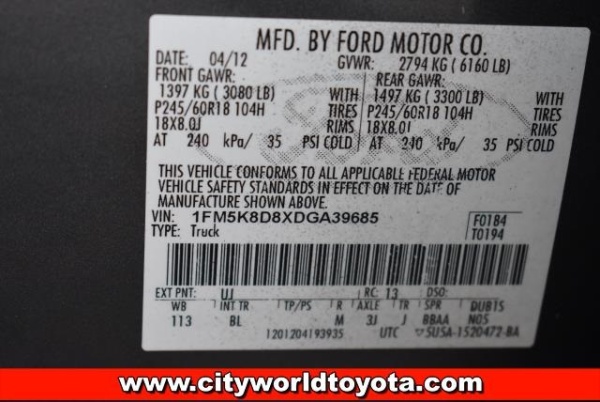 MFD. BY FORD MOTOR CO.
DATE: 04/12 GVWR: 2794 KG ( 6160 LB)
FRONT GAWR: REAR GAWR:
1397 KG ( 3080 LB) WITH 1497 KG ( 3300 LB) WITH
P245/60R18 104H TIRES P245/60R18 104H TIRES
18X8.0J RIMS 18X8.0J RIMS
AT 240 kPa/ 35 PSI COLD AT 240 kPa/ 35 PSI COLD
THIS VEHICLE CONFORMS TO ALL APPLICABLE FEDERAL MOTOR
VEHICLE SAFETY STANDARDS IN EFFECT ON THE DATE OF
MANUFACTURE SHOWN ABOVE.
VIN: 1FM5K8D8XDGA39685 F0184
TYPE: Truck T0194
EXT PNT: UJ RC: 13 DSO:
WB INT TR TP/PS R AXLE TR SPR DUB1S
113 BL M 3J J BBAA N05
1201204193935 UTC ▽5USA-1520472-BA
Ford
www.cityworldtoyota.com